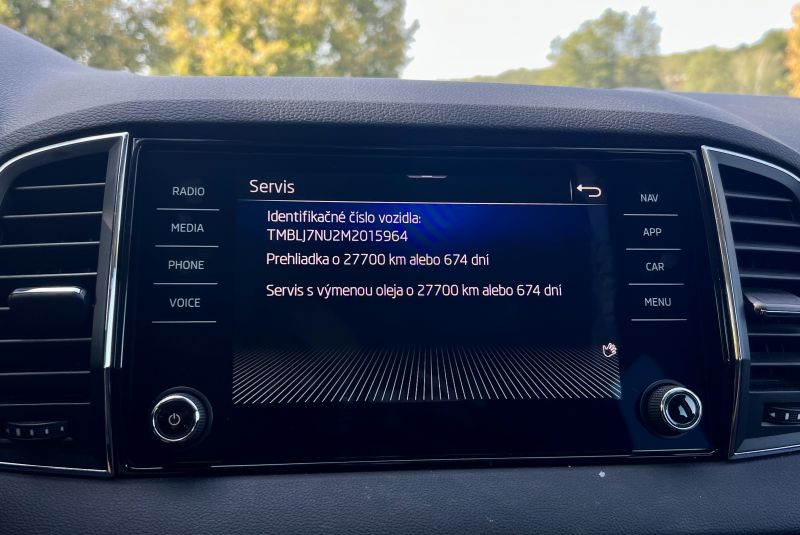 Servis
RADIO
MEDIA
PHONE
VOICE
Identifikačné číslo vozidla:
TMBLJ7NU2M2015964
Prehliadka o 27700 km alebo 674 dní
Servis s výmenou oleja o 27700 km alebo 674 dní
NAV
APP
CAR
MENU